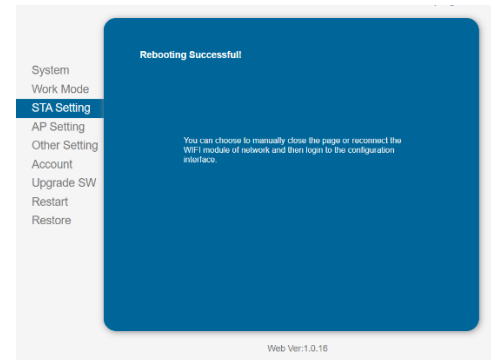 System
Work Mode
STA Setting
AP Setting
Other Setting
Account
Upgrade SW
Restart
Restore
Rebooting Successful!
You can choose to manually close the page or reconnect the
WIFI module of network and then login to the configuration
interface.
Web Ver:1.0.16